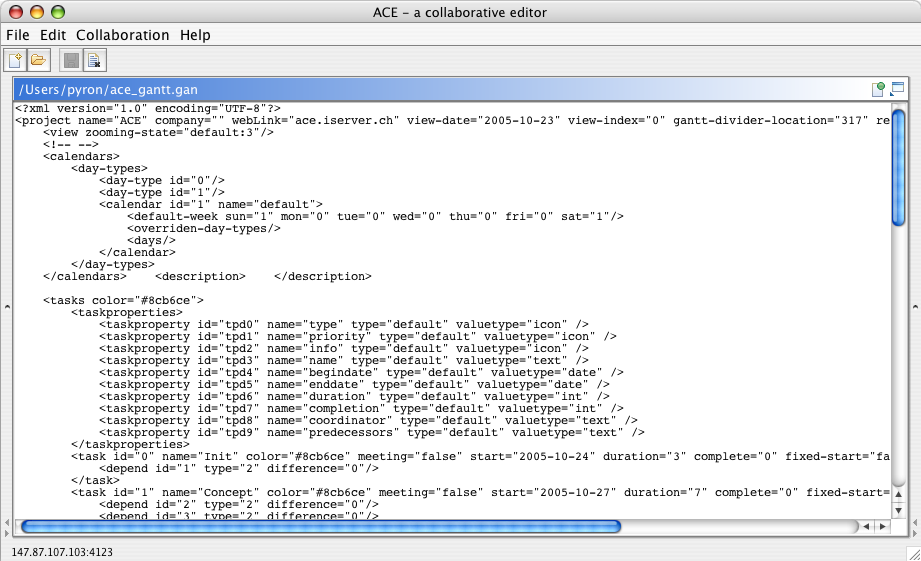 ACE – a collaborative editor
File Edit Collaboration Help
/Users/pyron/ace_gantt.gan
<?xml version="1.0" encoding="UTF-8"?>
<project name="ACE" company="" webLink="ace.iserver.ch" view-date="2005-10-23" view-index="0" gantt-divider-location="317" re
    <view zooming-state="default:3"/>
    <!-- -->
    <calendars>
        <day-types>
            <day-type id="0"/>
            <day-type id="1"/>
            <calendar id="1" name="default">
                <default-week sun="1" mon="0" tue="0" wed="0" thu="0" fri="0" sat="1"/>
                <overriden-day-types/>
                <days/>
            </calendar>
        </day-types>
    </calendars>    <description>    </description>
    <tasks color="#8cb6ce">
        <taskproperties>
            <taskproperty id="tpd0" name="type" type="default" valuetype="icon" />
            <taskproperty id="tpd1" name="priority" type="default" valuetype="icon" />
            <taskproperty id="tpd2" name="info" type="default" valuetype="icon" />
            <taskproperty id="tpd3" name="name" type="default" valuetype="text" />
            <taskproperty id="tpd4" name="begindate" type="default" valuetype="date" />
            <taskproperty id="tpd5" name="enddate" type="default" valuetype="date" />
            <taskproperty id="tpd6" name="duration" type="default" valuetype="int" />
            <taskproperty id="tpd7" name="completion" type="default" valuetype="int" />
            <taskproperty id="tpd8" name="coordinator" type="default" valuetype="text" />
            <taskproperty id="tpd9" name="predecessors" type="default" valuetype="text" />
        </taskproperties>
        <task id="0" name="Init" color="#8cb6ce" meeting="false" start="2005-10-24" duration="3" complete="0" fixed-start="fa
            <depend id="1" type="2" difference="0"/>
        </task>
        <task id="1" name="Concept" color="#8cb6ce" meeting="false" start="2005-10-27" duration="7" complete="0" fixed-start=
            <depend id="2" type="2" difference="0"/>
            <depend id="3" type="2" difference="0"/>
147.87.107.103:4123